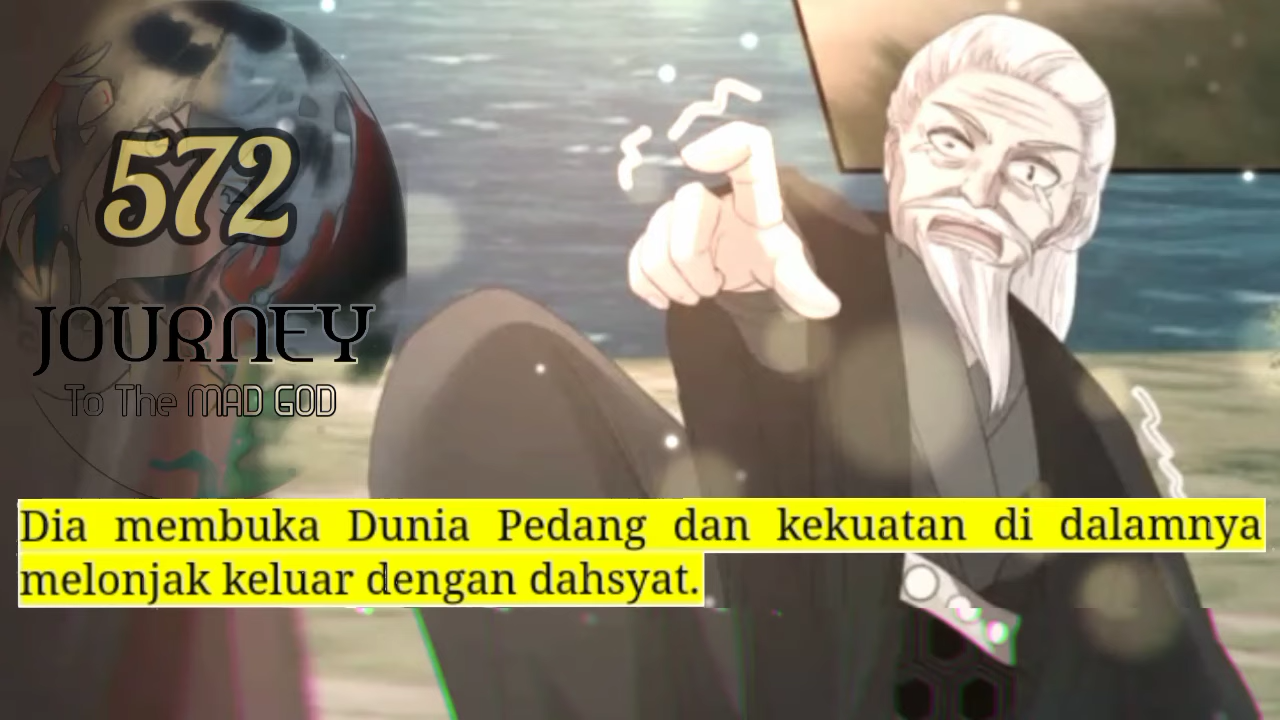 572
JOURNEY
To The MAD GOD
Dia membuka Dunia Pedang dan kekuatan di dalamnya
melonjak keluar dengan dahsyat.